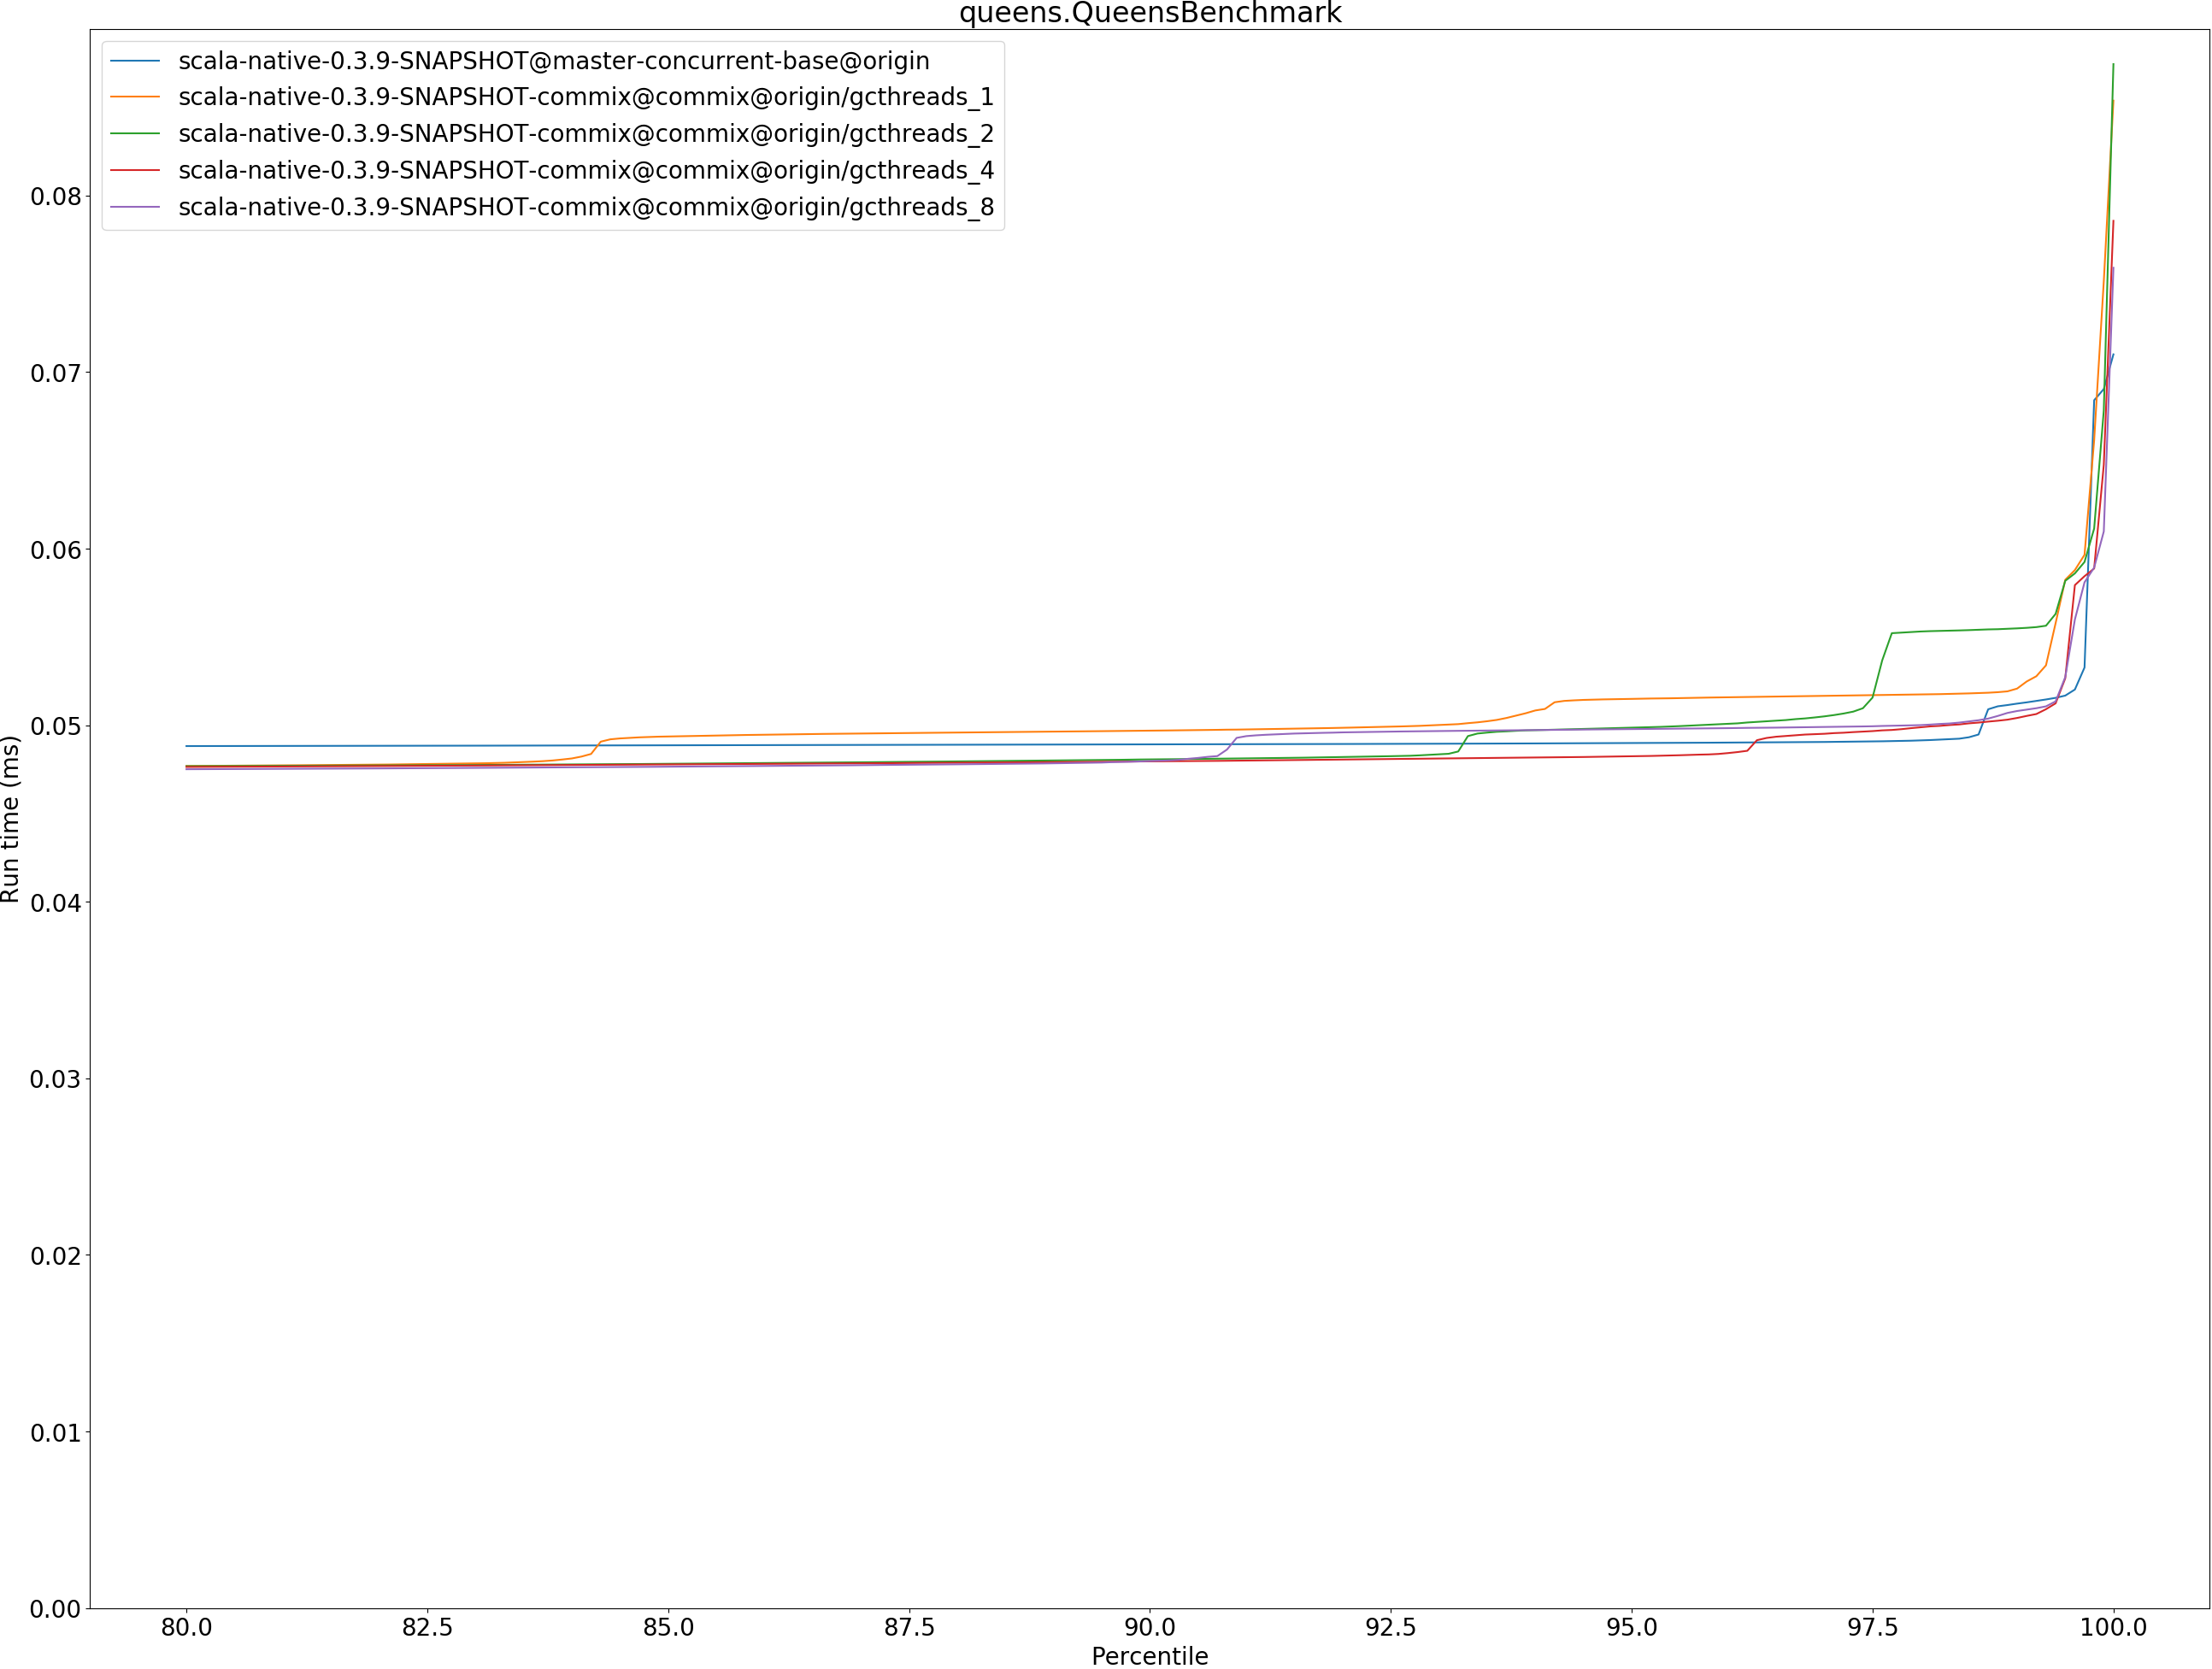 queens.QueensBenchmark
scala-native-0.3.9-SNAPSHOT@master-concurrent-base@origin
scala-native-0.3.9-SNAPSHOT-commix@commix@origin/gcthreads_1
scala-native-0.3.9-SNAPSHOT-commix@commix@origin/gcthreads_2
scala-native-0.3.9-SNAPSHOT-commix@commix@origin/gcthreads_4
scala-native-0.3.9-SNAPSHOT-commix@commix@origin/gcthreads_8
0.08
0.07
0.06
0.05
0.04
0.03
0.02
0.01
0.00
Run time (ms)
80.0 82.5 85.0 87.5 90.0 92.5 95.0 97.5 100.0
Percentile